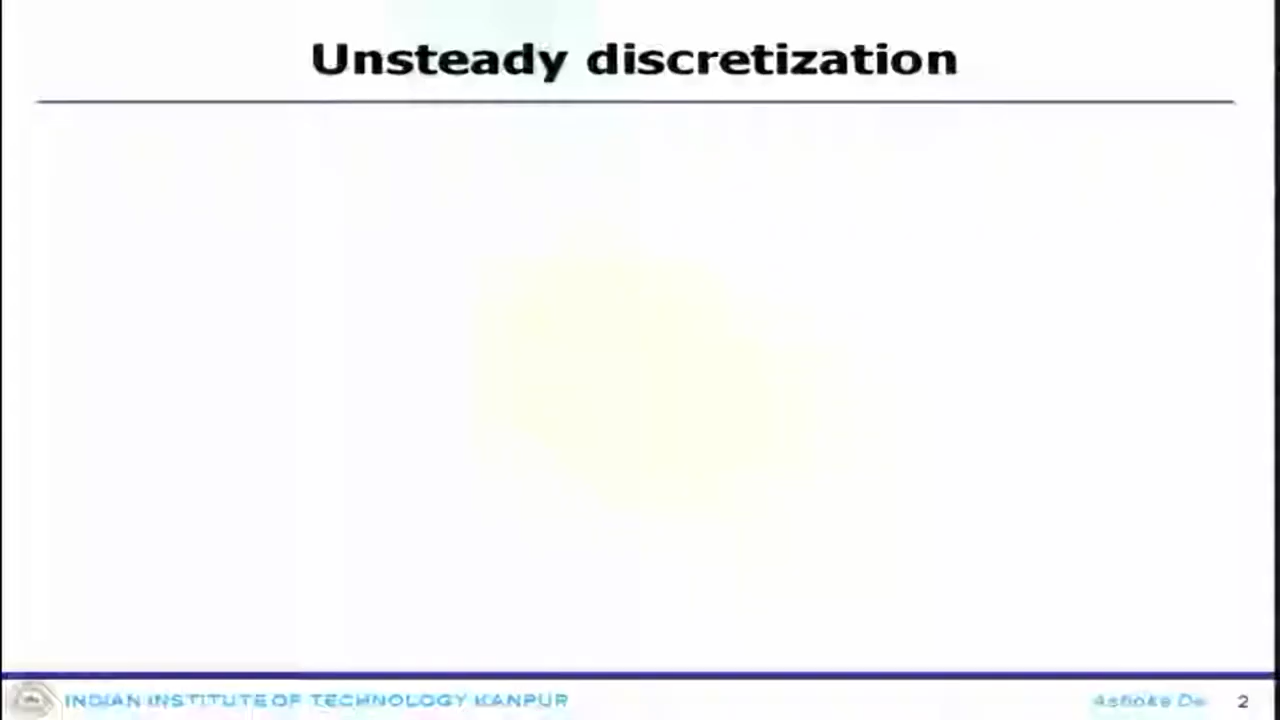 Unsteady discretization
INDIAN INSTITUTE OF TECHNOLOGY KANPUR
Ashoke De 2